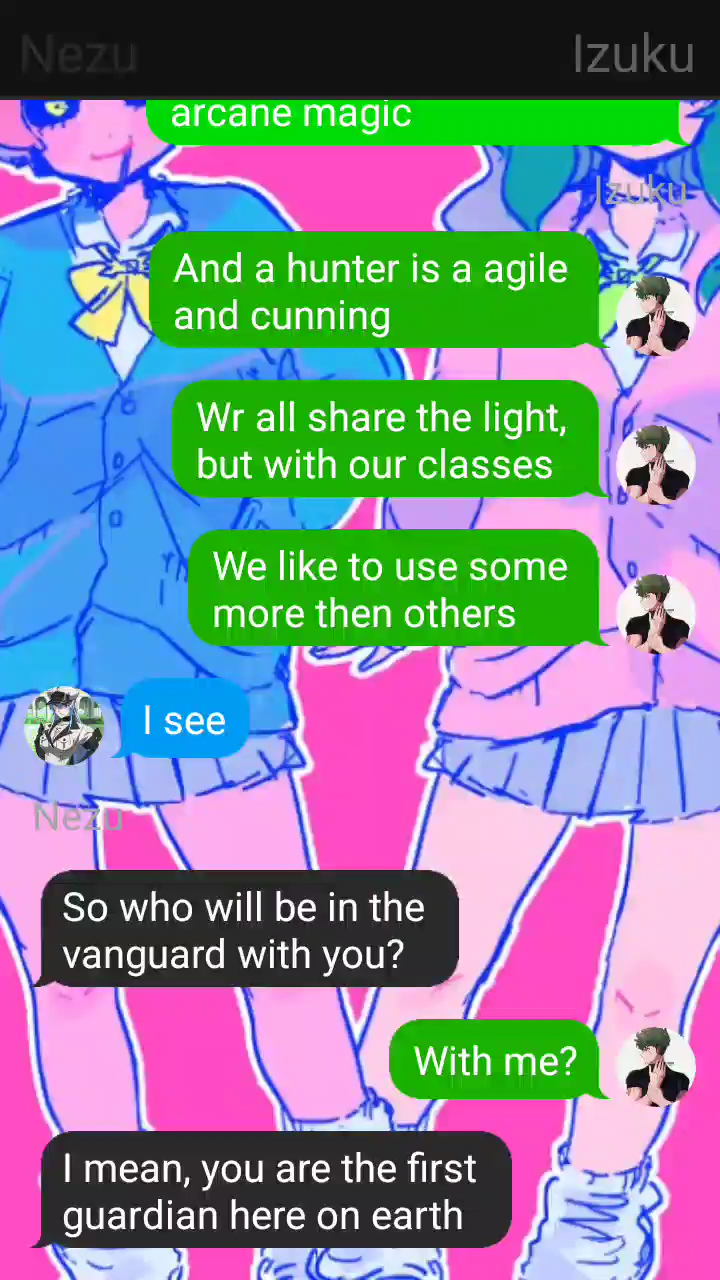 Nezu
Izuku
arcane magic
Izuku
And a hunter is a agile
and cunning
Wr all share the light,
but with our classes
We like to use some
more then others
I see
Nezu
So who will be in the
vanguard with you?
With me?
I mean, you are the first
guardian here on earth